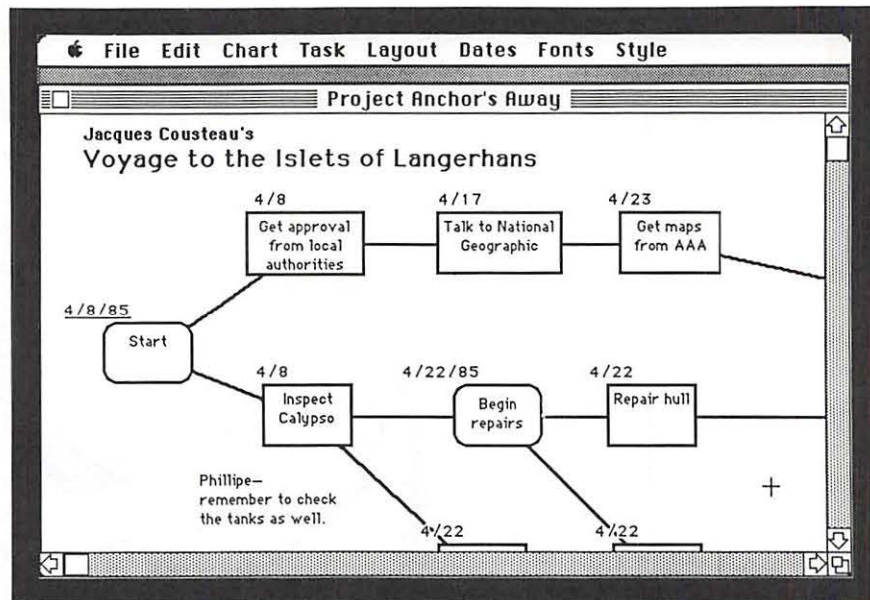 File Edit Chart Task Layout Dates Fonts Style
Project Anchor's Away
Jacques Cousteau's
Voyage to the Islets of Langerhans
4/8
Get approval
from local
authorities
4/17
Talk to National
Geographic
4/23
Get maps
from AAA
4/8/85
Start
4/8
Inspect
Calypso
4/22/85
Begin
repairs
4/22
Repair hull
Phillipe—
remember to check
the tanks as well.
4/22
4/22